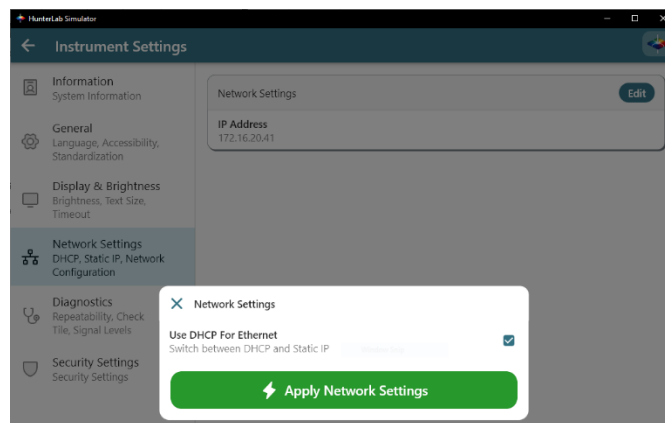 HunterLab Simulator
Instrument Settings
Information
System Information
General
Language, Accessibility,
Standardization
Display & Brightness
Brightness, Text Size,
Timeout
Network Settings
DHCP, Static IP, Network
Configuration
Diagnostics
Repeatability, Check
Tile, Signal Levels
Security Settings
Security Settings
Network Settings
Edit
IP Address
172.16.20.41
Network Settings
Use DHCP For Ethernet
Switch between DHCP and Static IP
Apply Network Settings